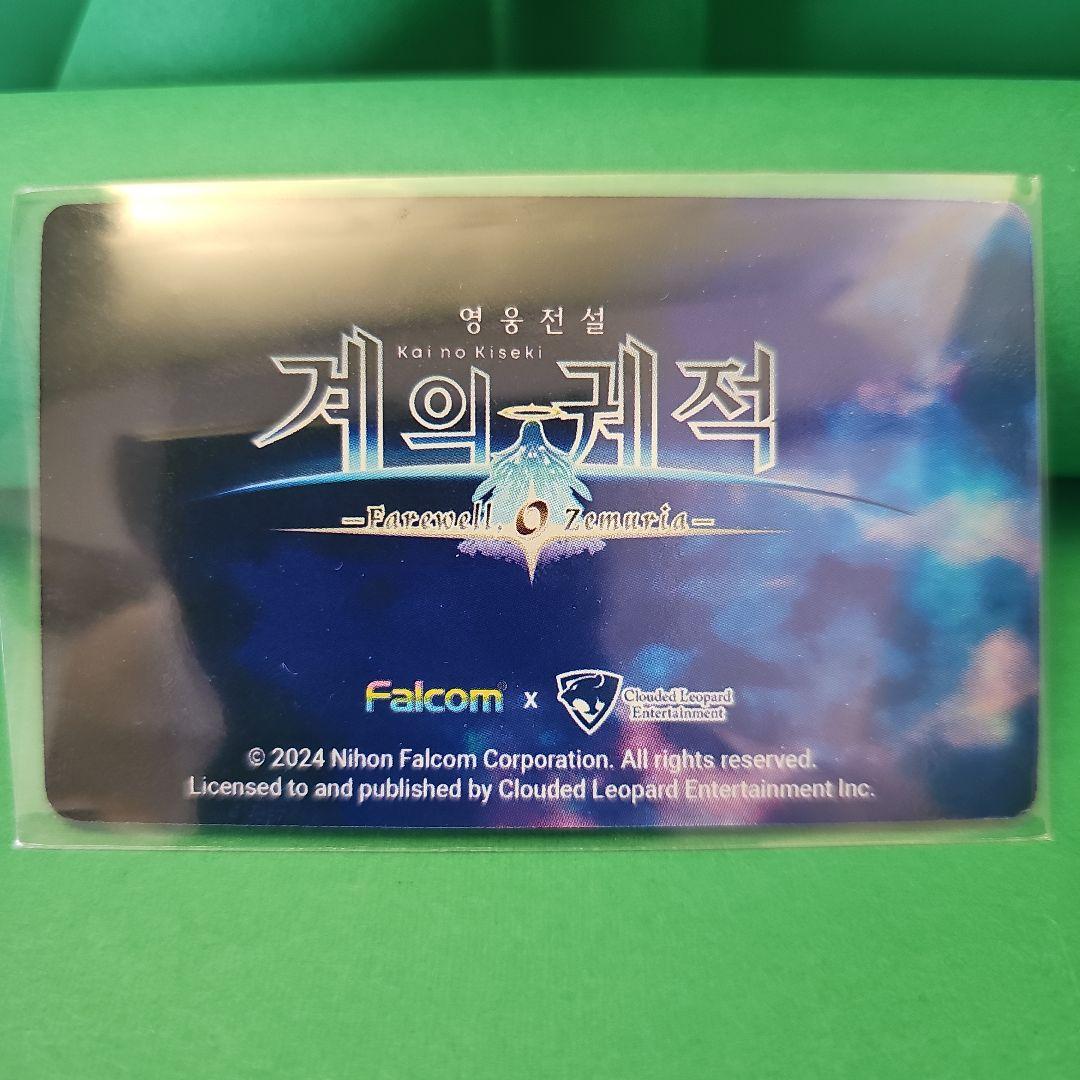 영웅전설
Kai no Kiseki
계의 궤적
-Farewell, O Zemuria-
Falcom x Clouded Leopard Entertainment
© 2024 Nihon Falcom Corporation. All rights reserved.
Licensed to and published by Clouded Leopard Entertainment Inc.